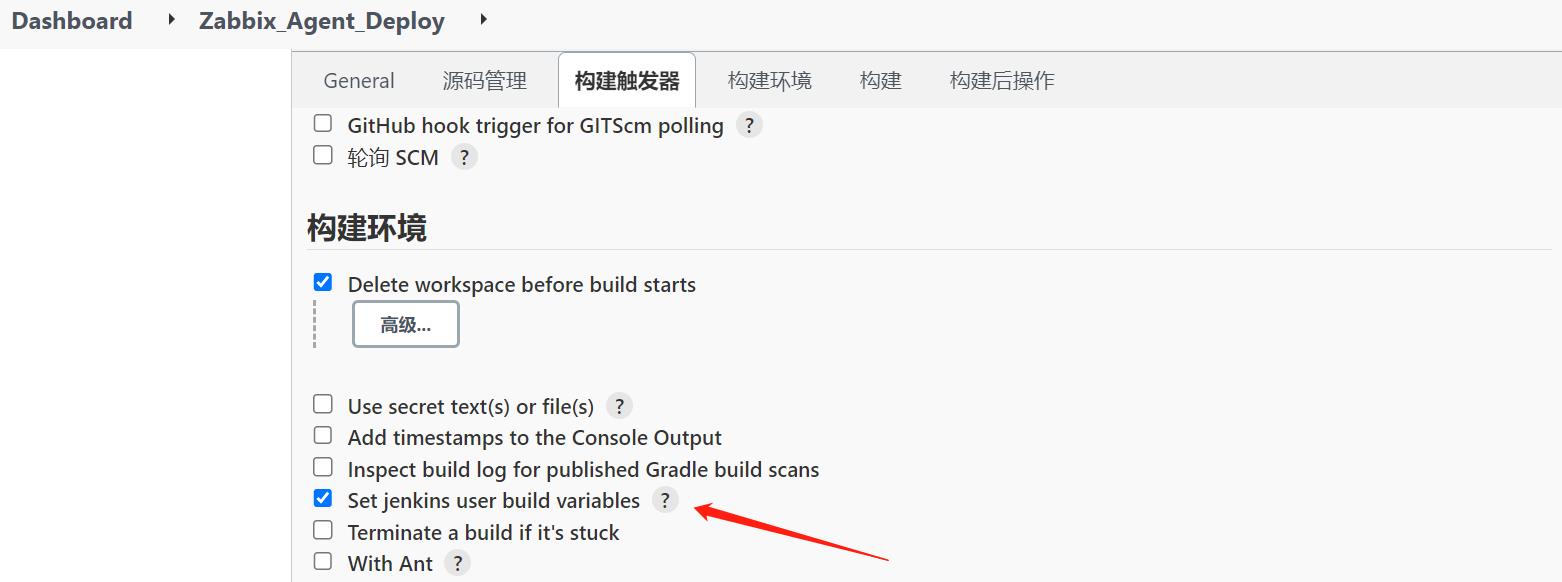 Dashboard Zabbix_Agent_Deploy
General 源码管理 构建触发器 构建环境 构建 构建后操作
GitHub hook trigger for GITScm polling ?
轮询 SCM ?
构建环境
Delete workspace before build starts
高级...
Use secret text(s) or file(s) ?
Add timestamps to the Console Output
Inspect build log for published Gradle build scans
Set jenkins user build variables ?
Terminate a build if it's stuck
With Ant ?